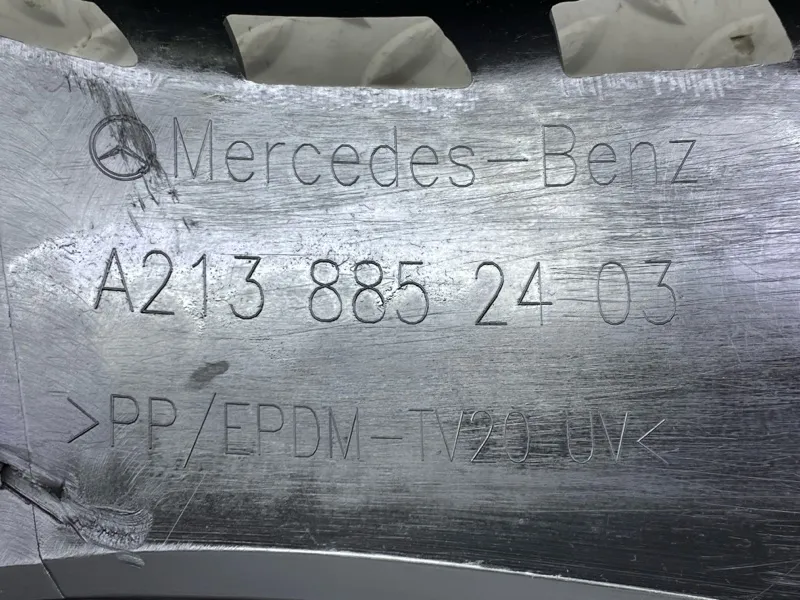 Mercedes-Benz
A213 885 24 03
>PP/EPDM-TV20 UV<